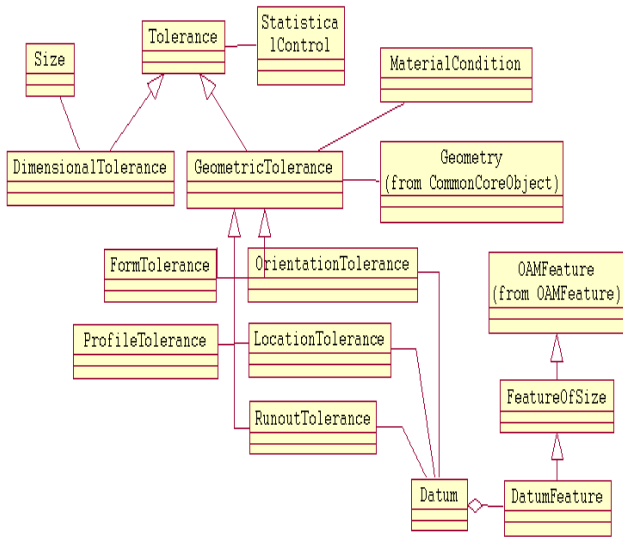 Tolerance
Statistica
lControl
Size
MaterialCondition
DimensionalTolerance
GeometricTolerance
Geometry
(from CommonCoreObject)
FormTolerance
OrientationTolerance
OAMFeature
(from OAMFeature)
ProfileTolerance
LocationTolerance
FeatureOfSize
RunoutTolerance
Datum
DatumFeature